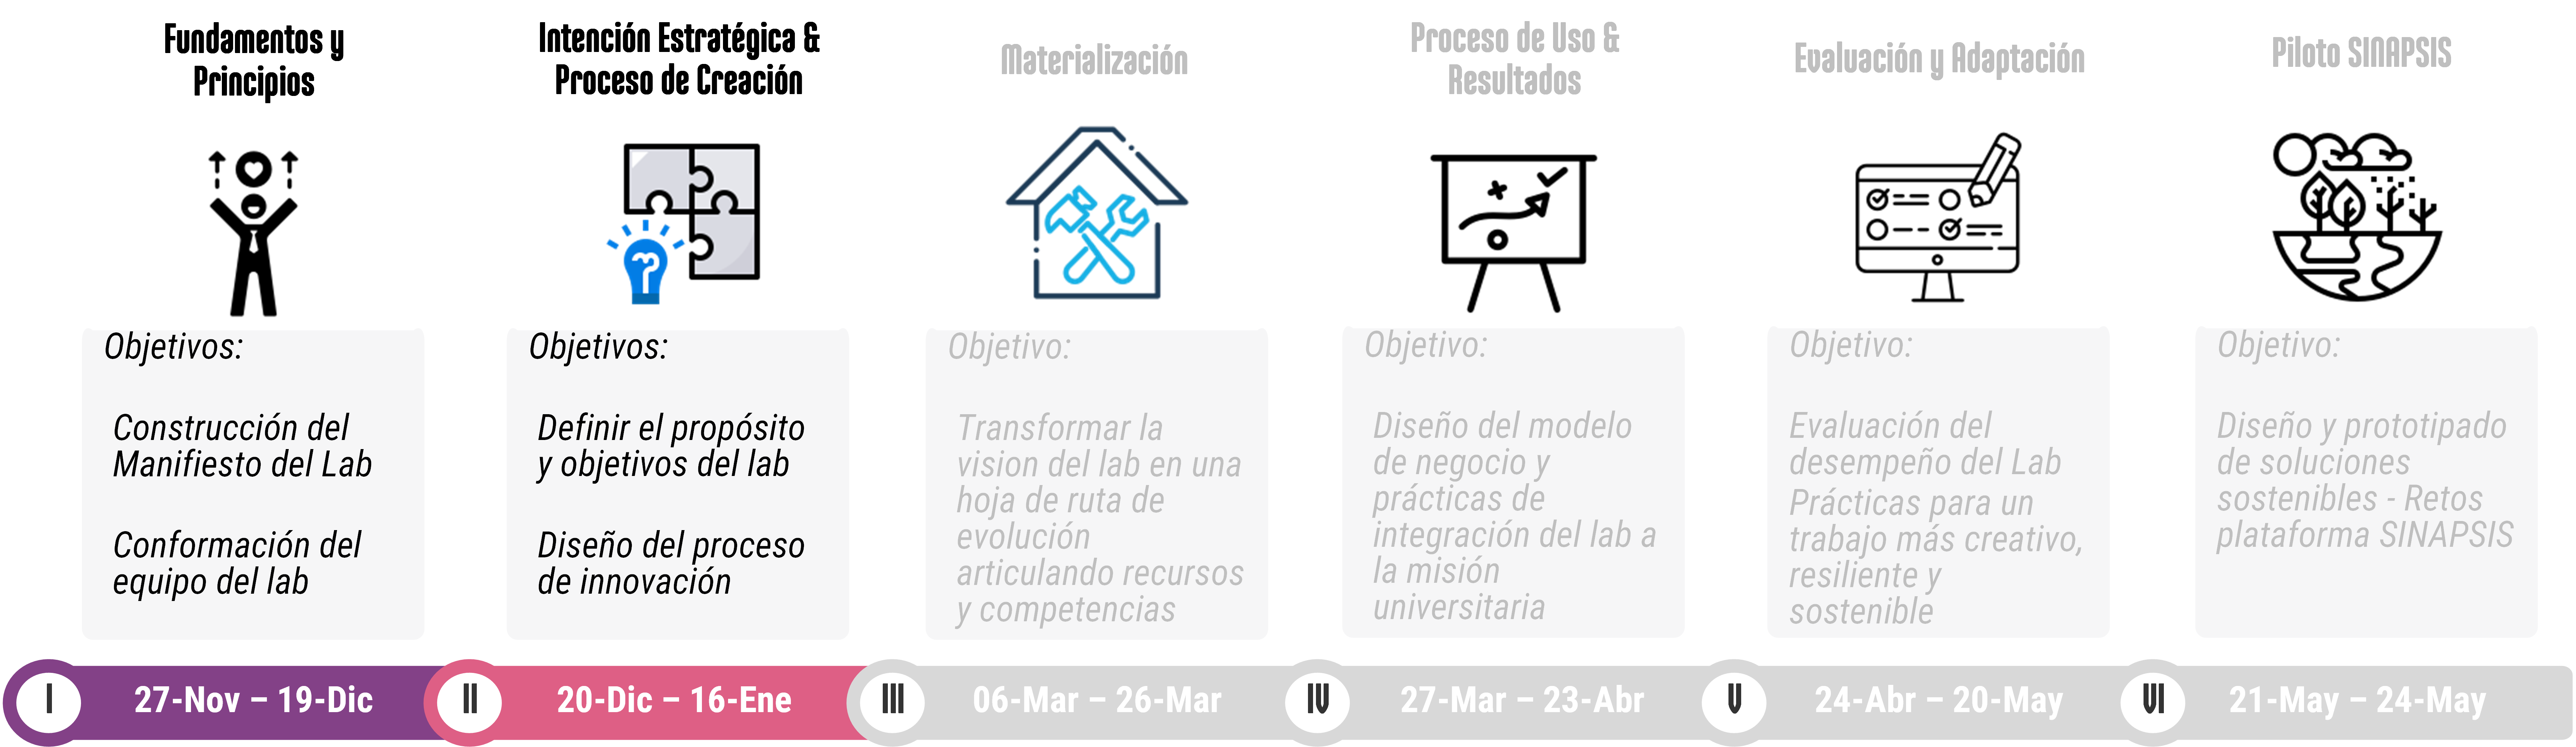 Fundamentos y
Principios
Objetivos:
Construcción del
Manifiesto del Lab
Conformación del
equipo del lab
I
27-Nov – 19-Dic
Intención Estratégica &
Proceso de Creación
Objetivos:
Definir el propósito
y objetivos del lab
Diseño del proceso
de innovación
II
20-Dic – 16-Ene
Materialización
Objetivo:
Transformar la
vision del lab en una
hoja de ruta de
evolución
articulando recursos
y competencias
III
06-Mar – 26-Mar
Proceso de Uso &
Resultados
Objetivo:
Diseño del modelo
de negocio y
prácticas de
integración del lab a
la misión
universitaria
IV
27-Mar – 23-Abr
Evaluación y Adaptación
Objetivo:
Evaluación del
desempeño del Lab
Prácticas para un
trabajo más creativo,
resiliente y
sostenible
V
24-Abr – 20-May
Piloto SINAPSIS
Objetivo:
Diseño y prototipado
de soluciones
sostenibles - Retos
plataforma SINAPSIS
VI
21-May – 24-May